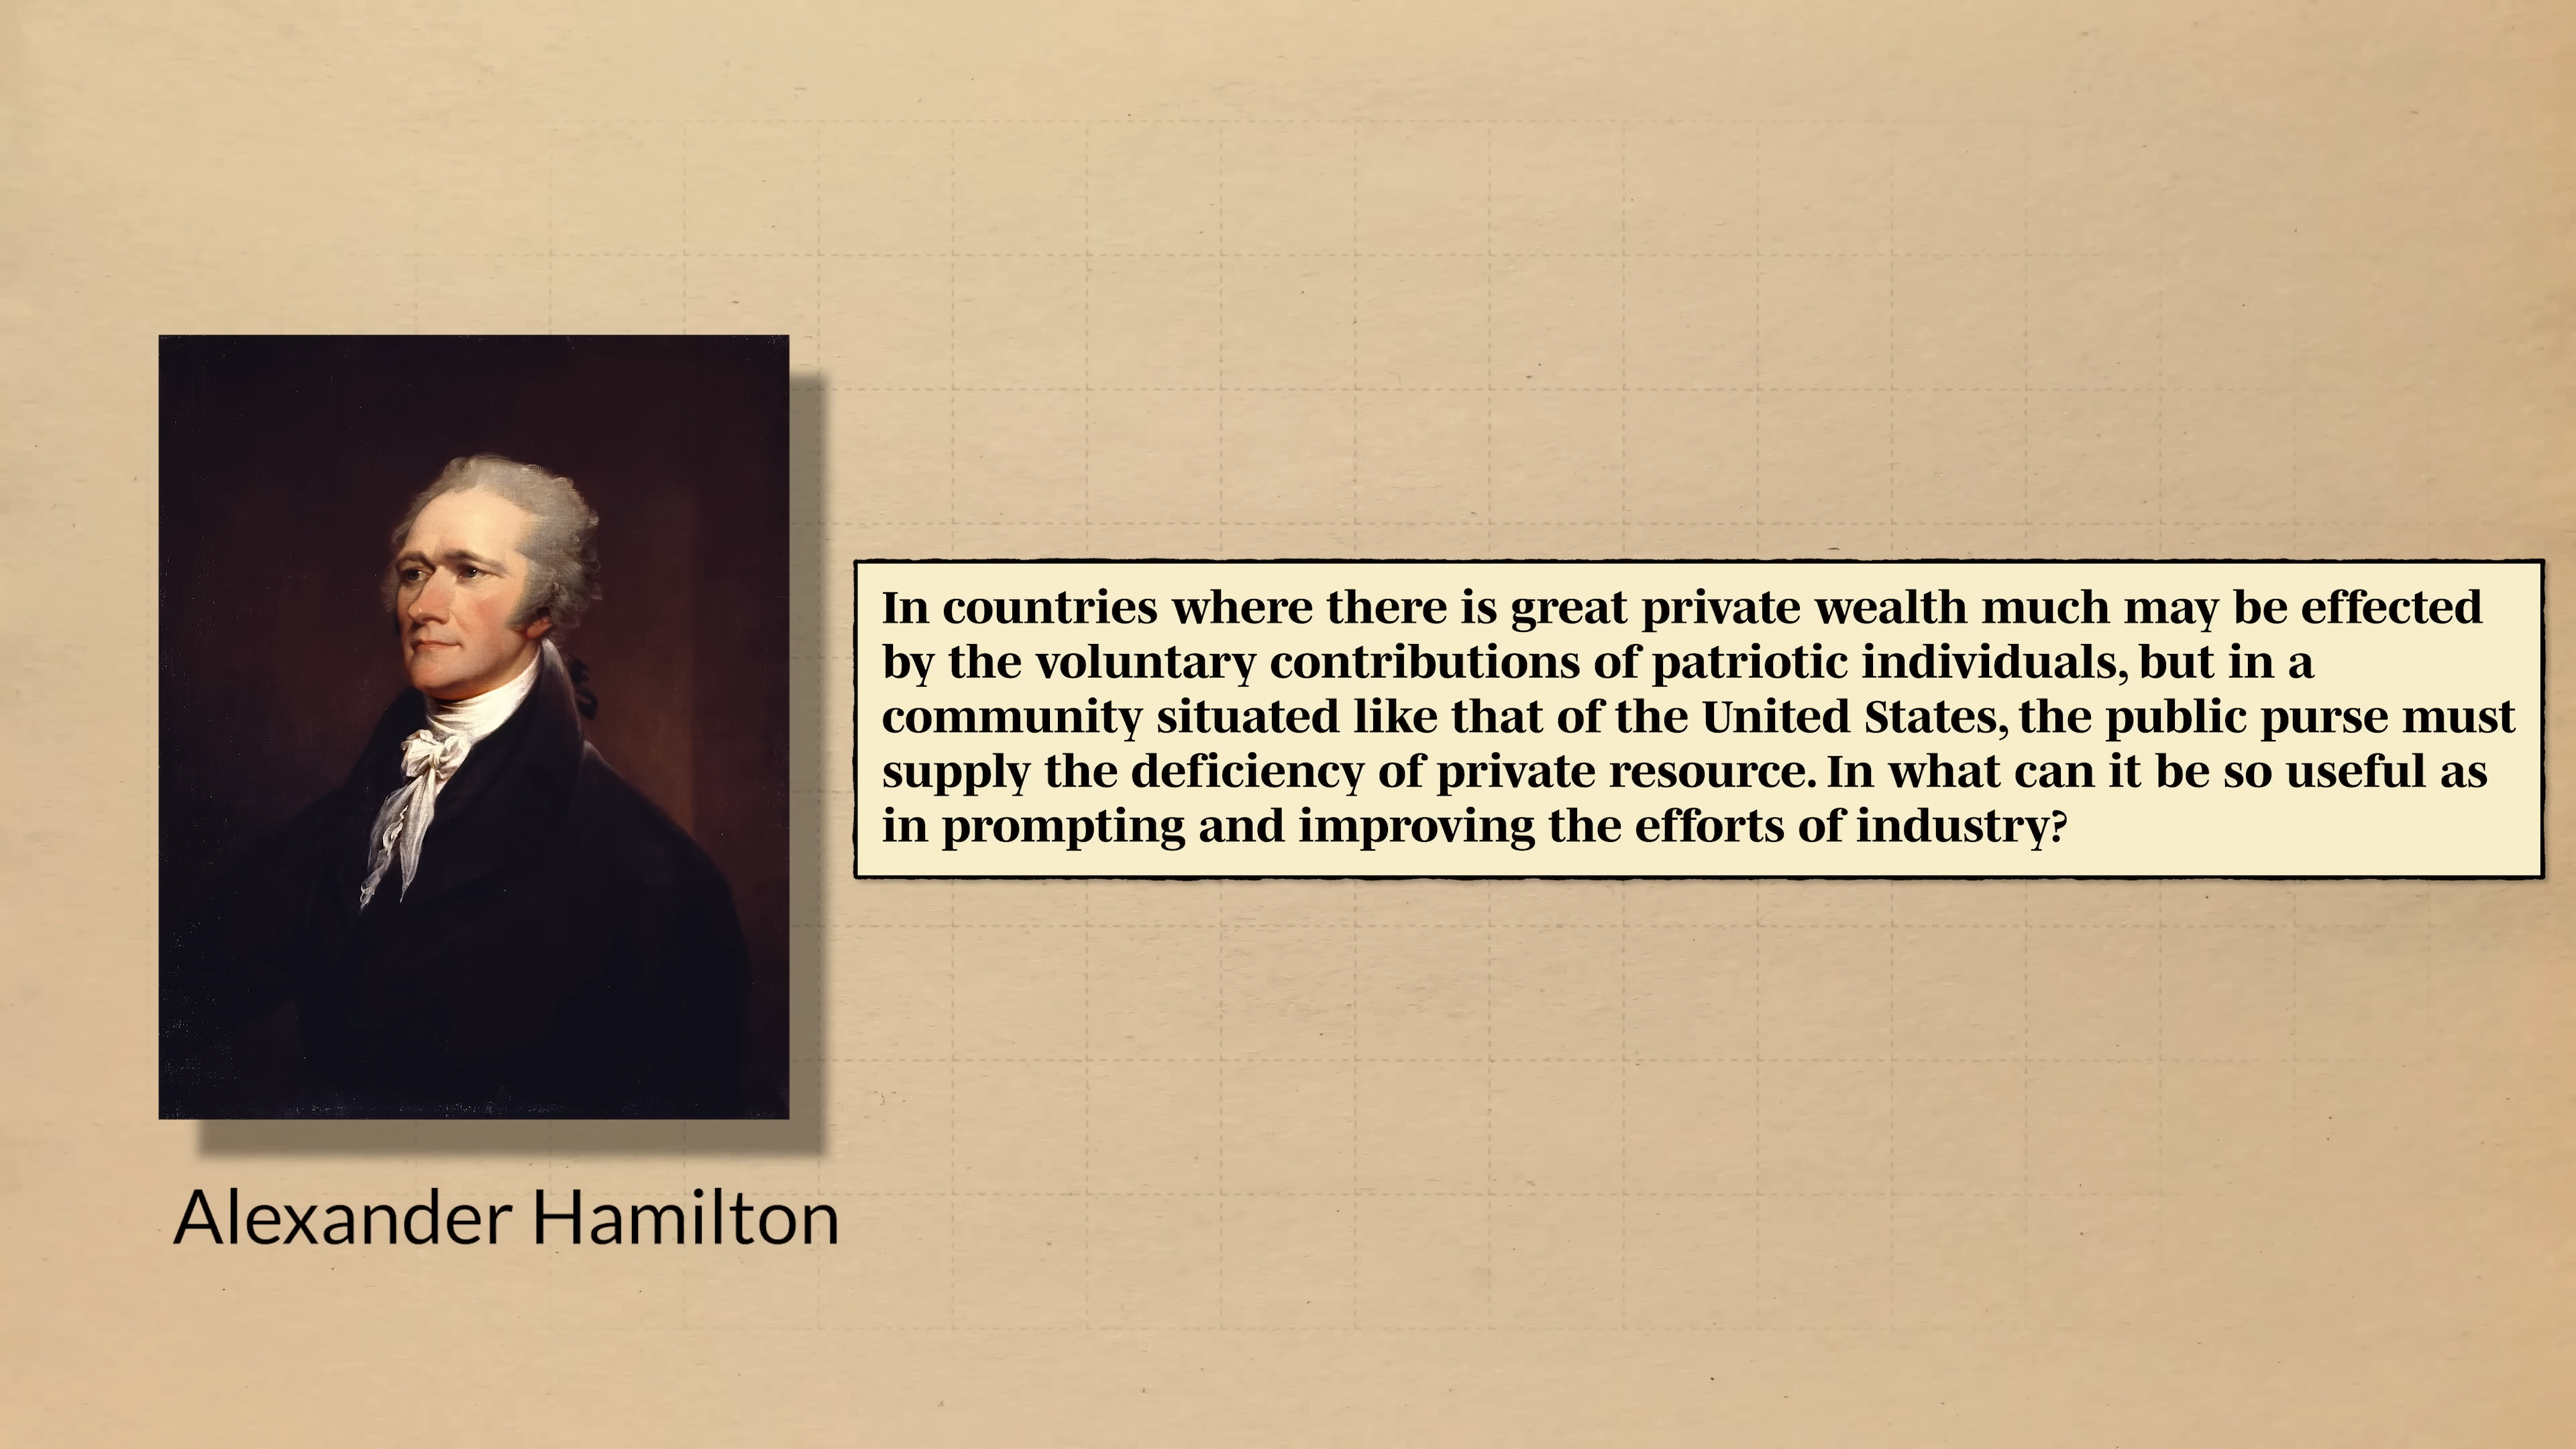 In countries where there is great private wealth much may be effected
by the voluntary contributions of patriotic individuals, but in a
community situated like that of the United States, the public purse must
supply the deficiency of private resource. In what can it be so useful as
in prompting and improving the efforts of industry?
Alexander Hamilton